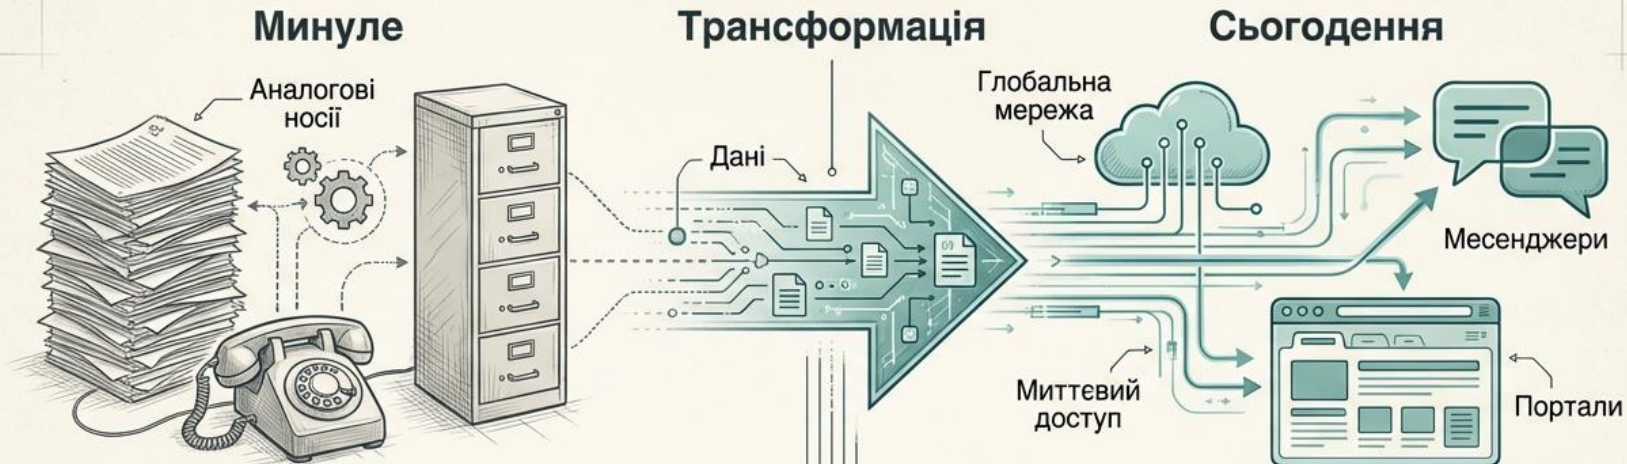 Минуле
Трансформація
Сьогодення
Аналогові
носії
Дані
Глобальна
мережа
Месенджери
Миттєвий
доступ
Портали